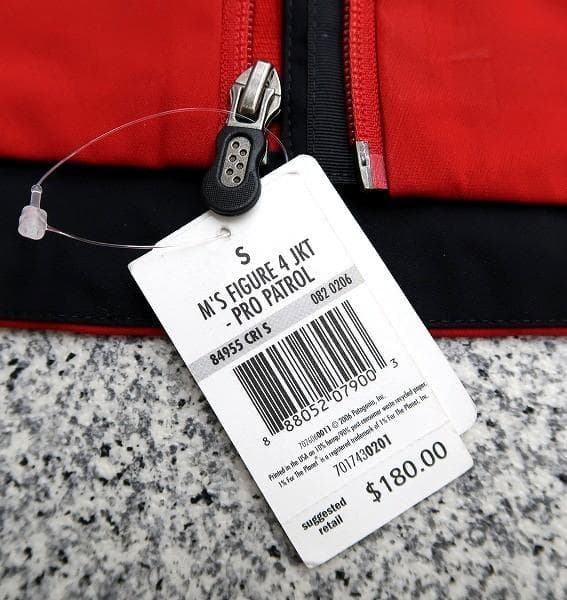 S
M'S FIGURE 4 JKT
- PRO PATROL
84955 CRI S 082 0206
8 88052 07900 3
7026080011 © 2006 Patagonia, Inc.
Printed in the USA on 10% hemp/90% post-consumer waste recycled paper.
1% For The Planet® is a registered trademark of 1% For The Planet, Inc.
7017430201
suggested
retail $180.00